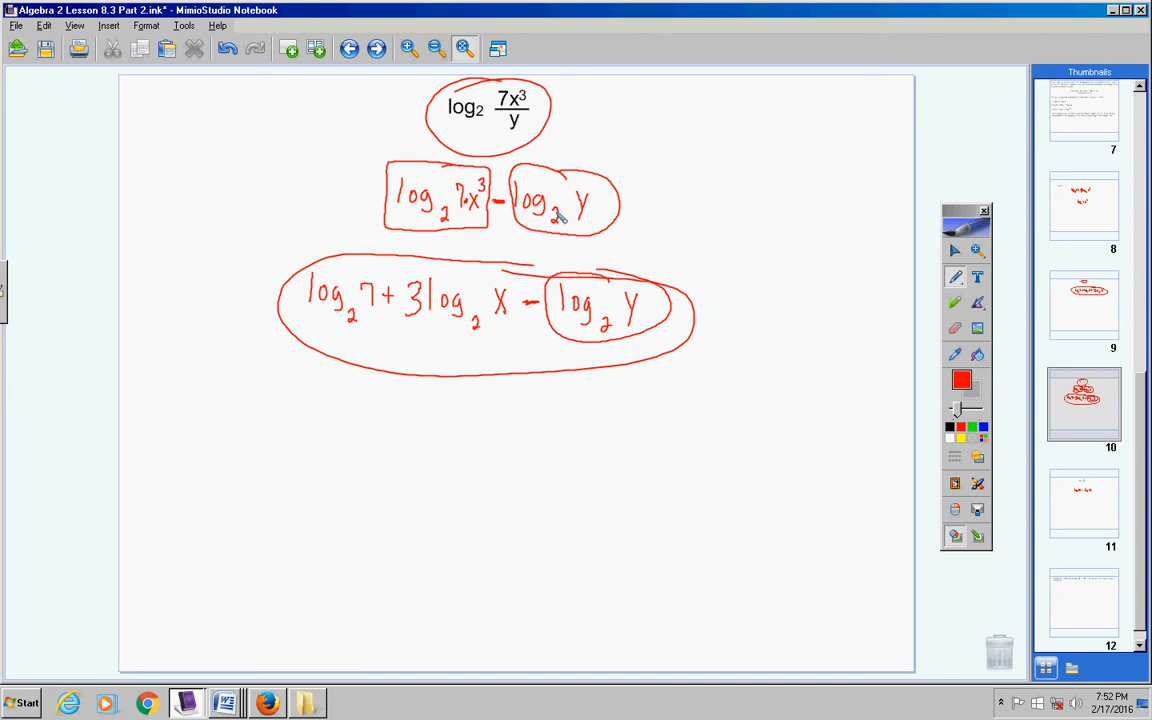 Algebra 2 Lesson 8.3 Part 2.ink* - MimioStudio Notebook
File Edit View Insert Format Tools Help
Thumbnails
log₂ 7x³/y
log₂ 7·x³ - log₂ y
log₂ 7 + 3 log₂ x - log₂ y
7
8
9
10
11
12
T
Start
W
7:52 PM
2/17/2016